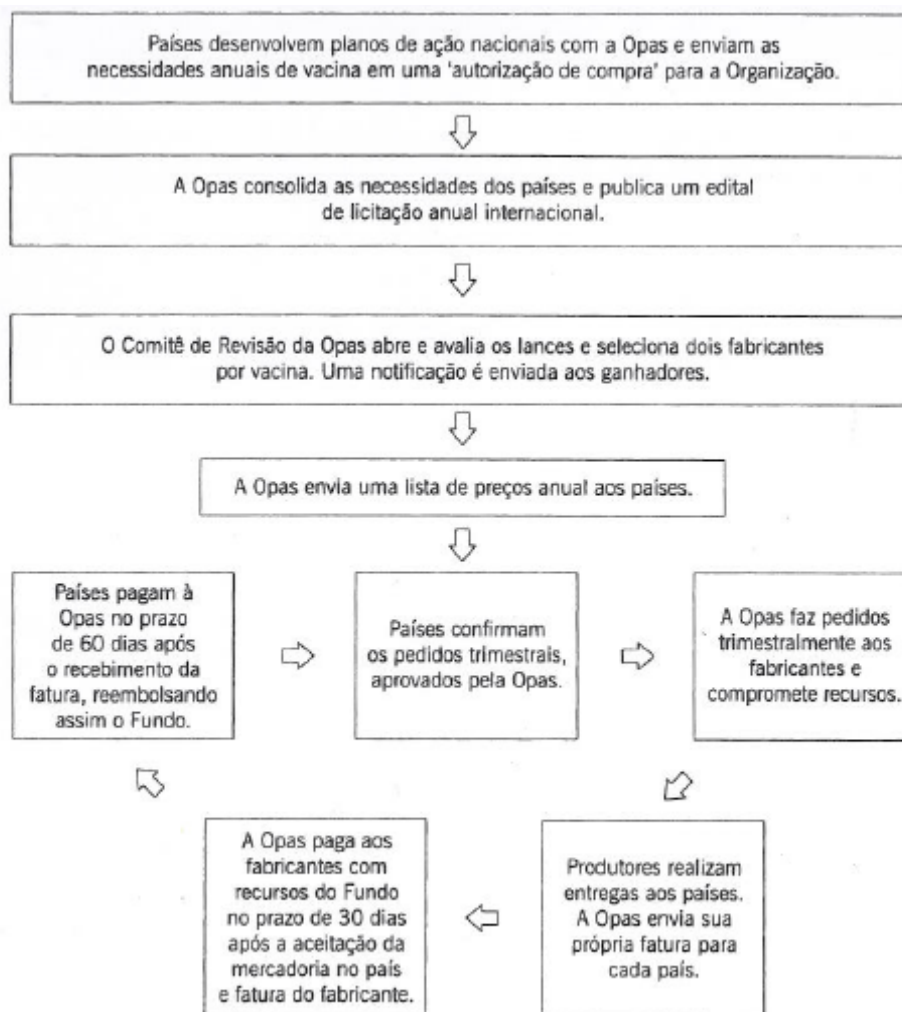 Países desenvolvem planos de ação nacionais com a Opas e enviam as
necessidades anuais de vacina em uma 'autorização de compra' para a Organização.
A Opas consolida as necessidades dos países e publica um edital
de licitação anual internacional.
O Comitê de Revisão da Opas abre e avalia os lances e seleciona dois fabricantes
por vacina. Uma notificação é enviada aos ganhadores.
A Opas envia uma lista de preços anual aos países.
Países pagam à
Opas no prazo
de 60 dias após
o recebimento da
fatura, reembolsando
assim o Fundo.
Países confirmam
os pedidos trimestrais,
aprovados pela Opas.
A Opas faz pedidos
trimestralmente aos
fabricantes e
compromete recursos.
A Opas paga aos
fabricantes com
recursos do Fundo
no prazo de 30 dias
após a aceitação da
mercadoria no país
e fatura do fabricante.
Produtores realizam
entregas aos países.
A Opas envia sua
própria fatura para
cada país.